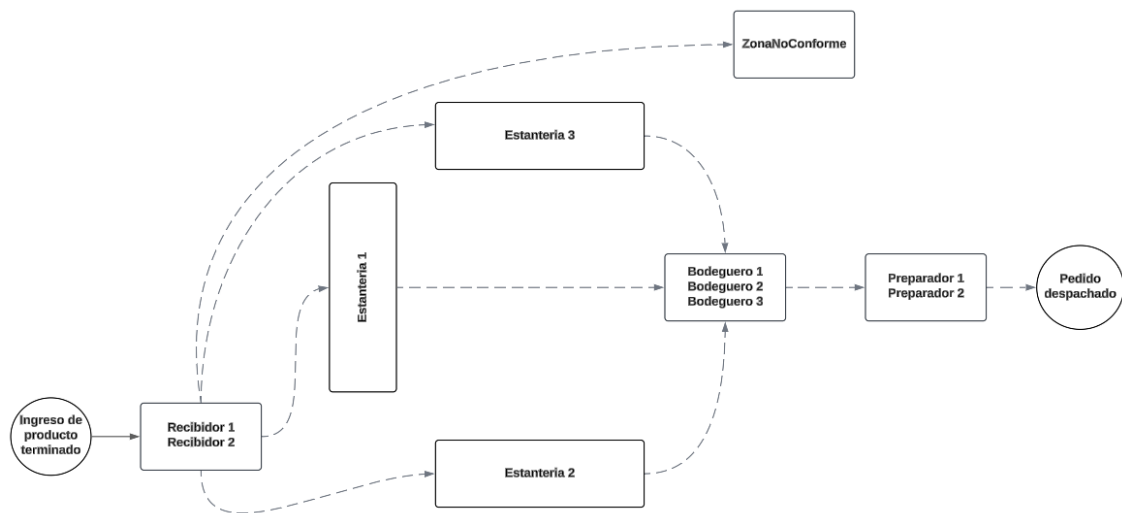 ZonaNoConforme
Estanteria 3
Estanteria 1
Bodeguero 1
Bodeguero 2
Bodeguero 3
Preparador 1
Preparador 2
Pedido
despachado
Ingreso de
producto
terminado
Recibidor 1
Recibidor 2
Estanteria 2